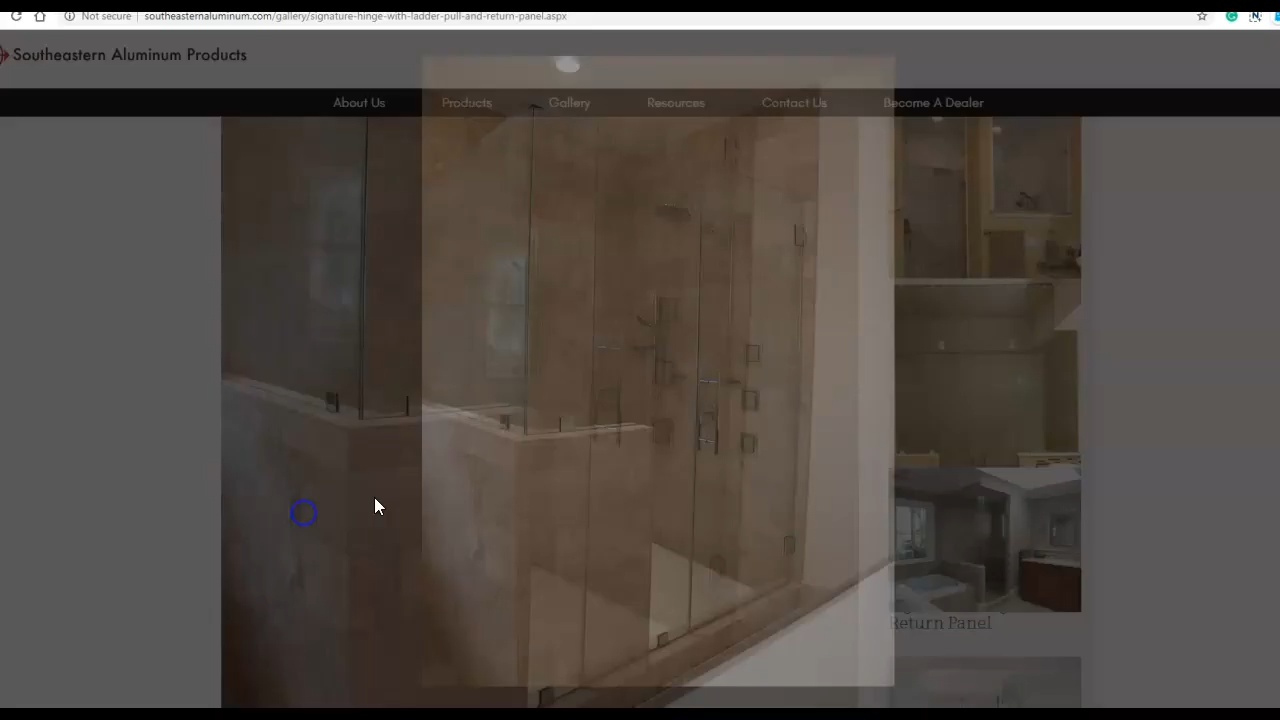 Not secure southeasternaluminum.com/gallery/signature-hinge-with-ladder-pull-and-return-panel.aspx
Southeastern Aluminum Products
About Us Products Gallery Resources Contact Us Become A Dealer
Return Panel